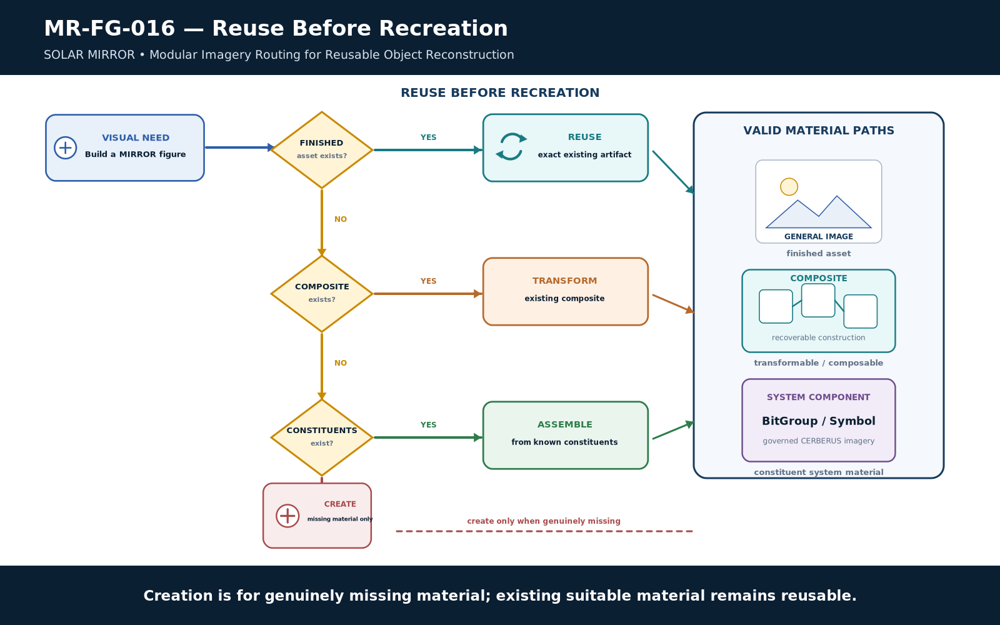 MR-FG-016 — Reuse Before Recreation
SOLAR MIRROR • Modular Imagery Routing for Reusable Object Reconstruction
REUSE BEFORE RECREATION
VISUAL NEED
Build a MIRROR figure
FINISHED
asset exists?
YES
REUSE
exact existing artifact
NO
COMPOSITE
exists?
YES
TRANSFORM
existing composite
NO
CONSTITUENTS
exist?
YES
ASSEMBLE
from known constituents
CREATE
missing material only
create only when genuinely missing
VALID MATERIAL PATHS
GENERAL IMAGE
finished asset
COMPOSITE
recoverable construction
transformable / composable
SYSTEM COMPONENT
BitGroup / Symbol
governed CERBERUS imagery
constituent system material
Creation is for genuinely missing material; existing suitable material remains reusable.